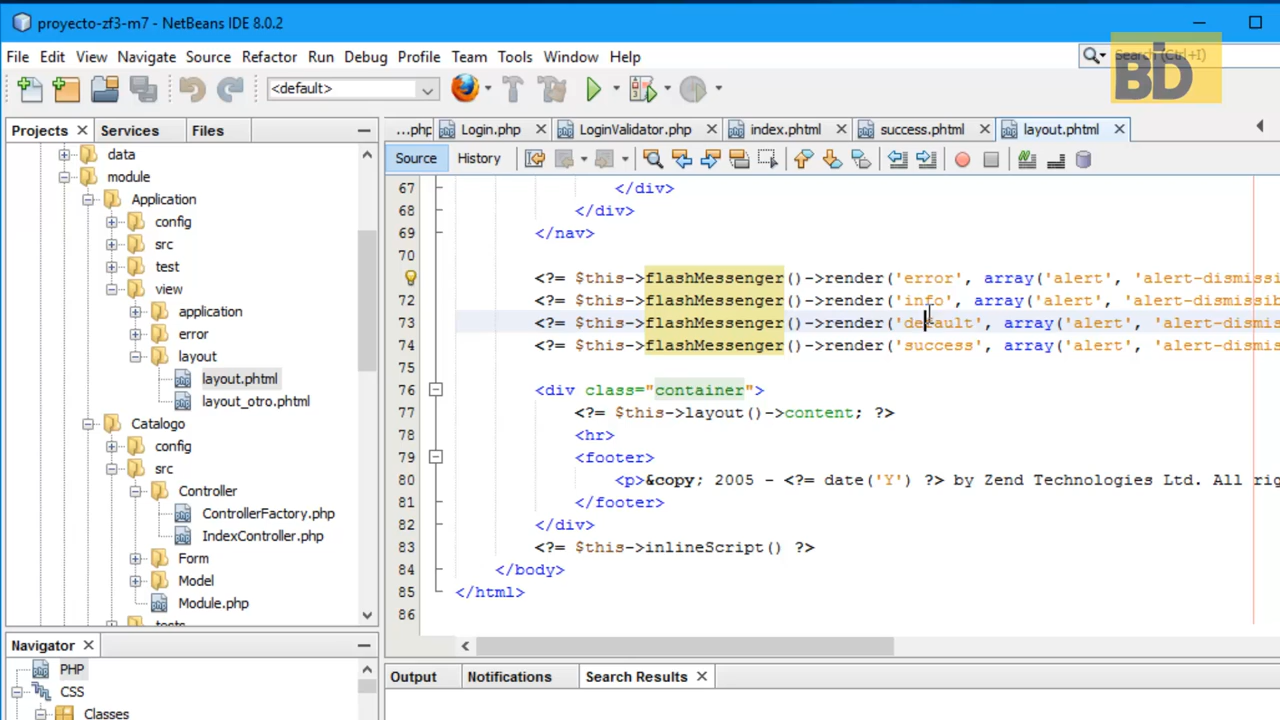 proyecto-zf3-m7 - NetBeans IDE 8.0.2
File Edit View Navigate Source Refactor Run Debug Profile Team Tools Window Help
Search (Ctrl+I)
BiD
<default>
Projects Services Files
...php Login.php LoginValidator.php index.phtml success.phtml layout.phtml
Source History
data
module
Application
config
src
test
view
application
error
layout
layout.phtml
layout_otro.phtml
Catalogo
config
src
Controller
ControllerFactory.php
IndexController.php
Form
Model
Module.php
tests
67 </div>
68 </div>
69 </nav>
70
<?= $this->flashMessenger()->render('error', array('alert', 'alert-dismissib
72 <?= $this->flashMessenger()->render('info', array('alert', 'alert-dismissib
73 <?= $this->flashMessenger()->render('default', array('alert', 'alert-dismis
74 <?= $this->flashMessenger()->render('success', array('alert', 'alert-dismis
75
76 <div class="container">
77 <?= $this->layout()->content; ?>
78 <hr>
79 <footer>
80 <p>&copy; 2005 - <?= date('Y') ?> by Zend Technologies Ltd. All rig
81 </footer>
82 </div>
83 <?= $this->inlineScript() ?>
84 </body>
85 </html>
86
Navigator
PHP
CSS
Classes
Output Notifications Search Results